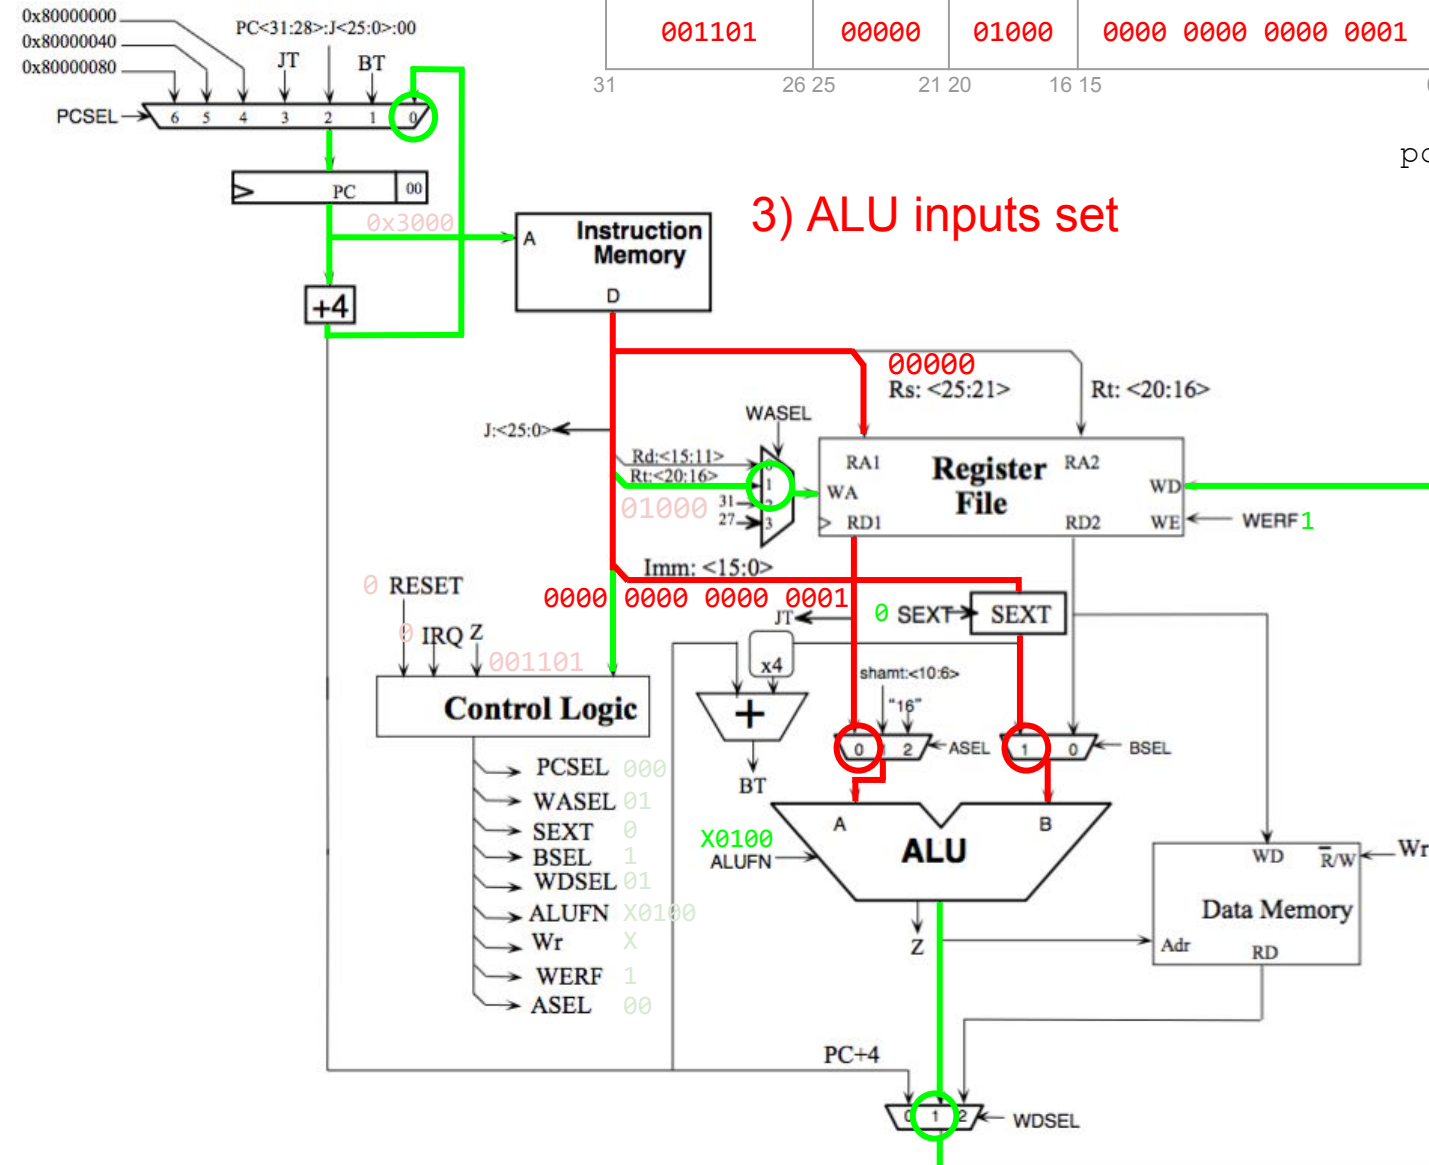 0x80000000
0x80000040
0x80000080
PC<31:28>:J<25:0>:00
JT
BT
PCSEL
6 5 4 3 2 1 0
PC 00
0x3000
+4
001101 00000 01000 0000 0000 0000 0001
31 26 25 21 20 16 15
3) ALU inputs set
A
Instruction
Memory
D
00000
Rs: <25:21>
Rt: <20:16>
J:<25:0>
WASEL
Rd:<15:11>
Rt:<20:16>
01000
31
27
0
1
2
3
RA1
Register
File
RA2
WA
WD
RD1
RD2
WE
WERF 1
Imm: <15:0>
0000 0000 0000 0001
JT
0 SEXT
SEXT
0 RESET
0 IRQ Z
001101
Control Logic
x4
+
BT
shamt:<10:6>
"16"
0 1 2
ASEL
1 0
BSEL
PCSEL 000
WASEL 01
SEXT 0
BSEL 1
WDSEL 01
ALUFN X0100
Wr X
WERF 1
ASEL 00
A
B
ALU
X0100
ALUFN
Z
WD
R/W
Wr
Data Memory
Adr
RD
PC+4
0 1 2
WDSEL